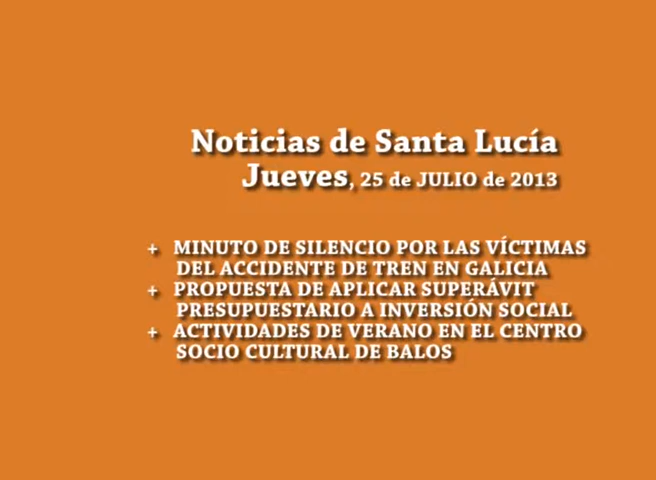 Noticias de Santa Lucía
Jueves, 25 de JULIO de 2013
+ MINUTO DE SILENCIO POR LAS VÍCTIMAS
DEL ACCIDENTE DE TREN EN GALICIA
+ PROPUESTA DE APLICAR SUPERÁVIT
PRESUPUESTARIO A INVERSIÓN SOCIAL
+ ACTIVIDADES DE VERANO EN EL CENTRO
SOCIO CULTURAL DE BALOS